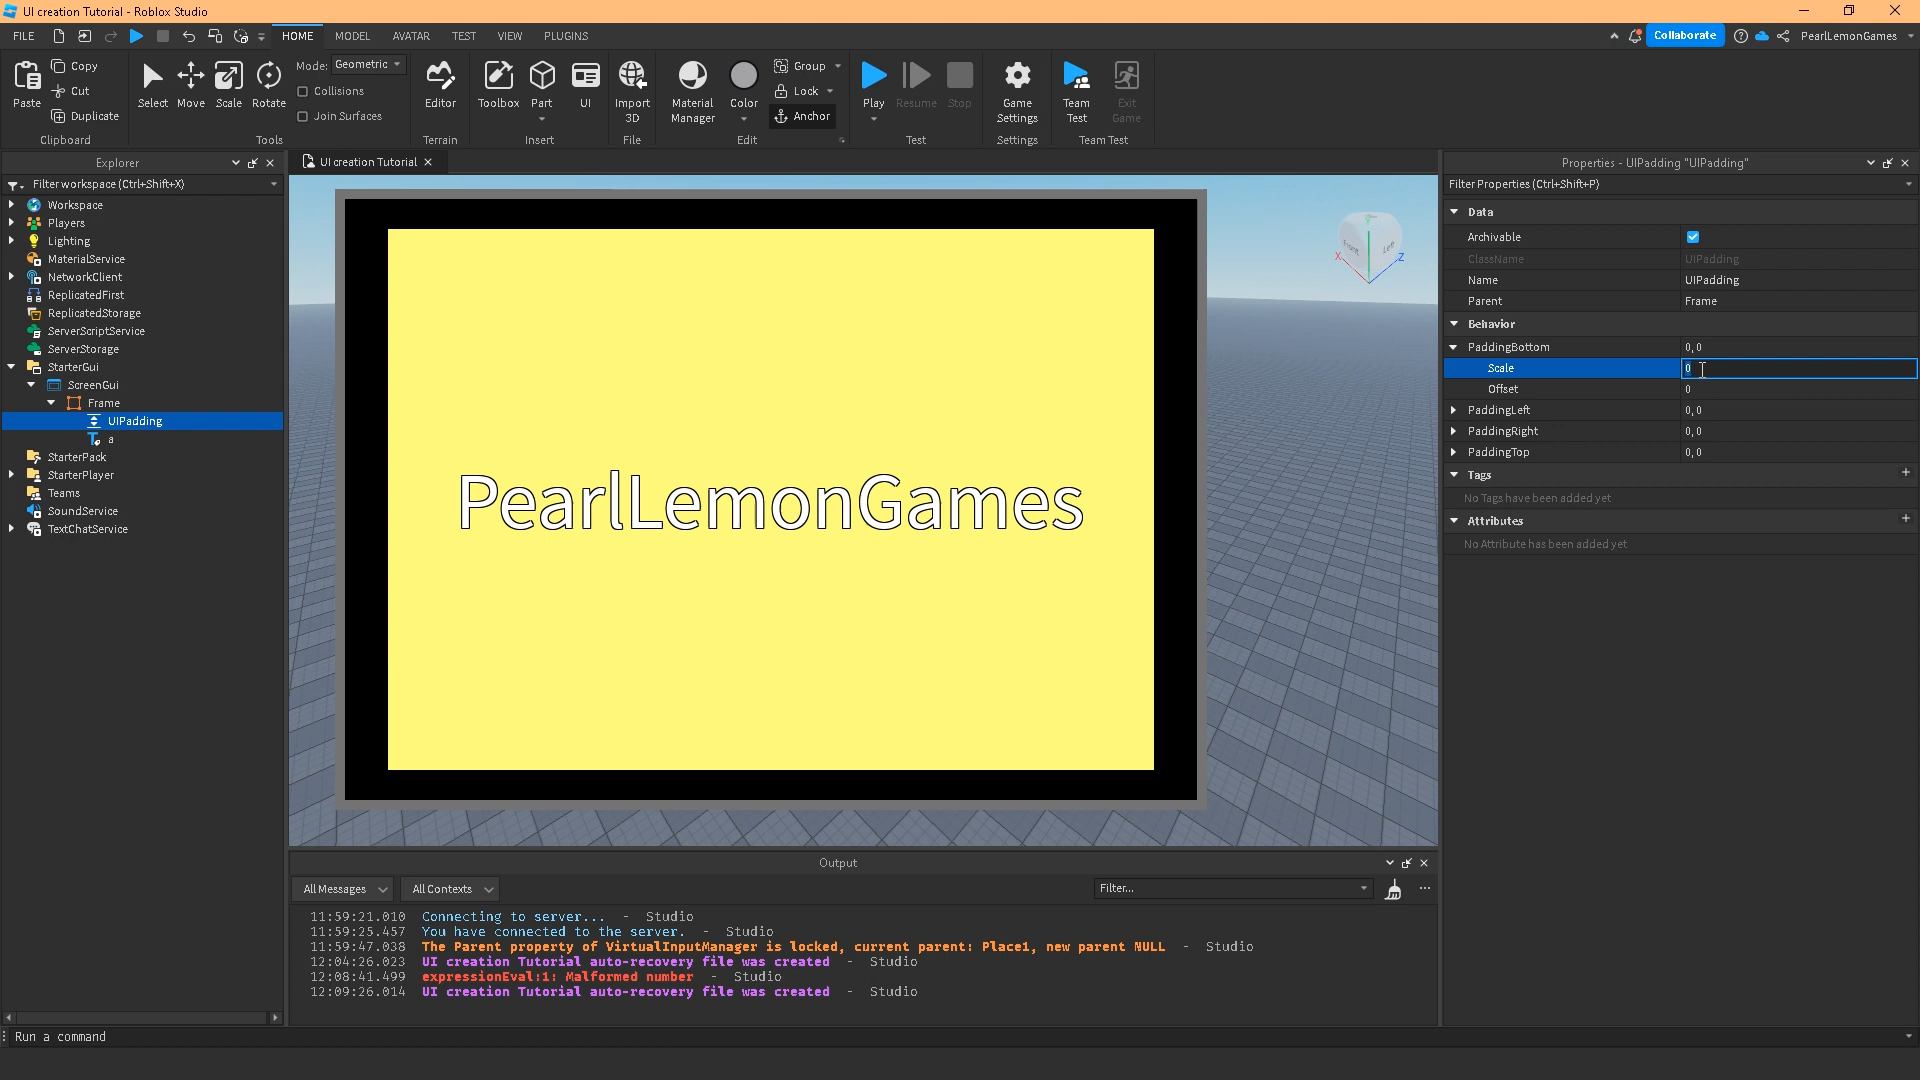 UI creation Tutorial - Roblox Studio
FILE HOME MODEL AVATAR TEST VIEW PLUGINS Collaborate PearlLemonGames
Paste Copy Cut Duplicate Clipboard
Select Move Scale Rotate Mode: Geometric Collisions Join Surfaces Tools
Editor Terrain
Toolbox Part UI Insert
Import 3D File
Material Manager Color Group Lock Anchor Edit
Play Resume Stop Test
Game Settings Settings
Team Test Exit Game Team Test
Explorer
Filter workspace (Ctrl+Shift+X)
Workspace
Players
Lighting
MaterialService
NetworkClient
ReplicatedFirst
ReplicatedStorage
ServerScriptService
ServerStorage
StarterGui
ScreenGui
Frame
UIPadding
a
StarterPack
StarterPlayer
Teams
SoundService
TextChatService
UI creation Tutorial
PearlLemonGames
Front Left
X Z
Properties - UIPadding "UIPadding"
Filter Properties (Ctrl+Shift+P)
Data
Archivable
ClassName UIPadding
Name UIPadding
Parent Frame
Behavior
PaddingBottom 0, 0
Scale 0
Offset 0
PaddingLeft 0, 0
PaddingRight 0, 0
PaddingTop 0, 0
Tags +
No Tags have been added yet
Attributes +
No Attribute has been added yet
Output
All Messages All Contexts Filter...
11:59:21.010 Connecting to server... - Studio
11:59:25.457 You have connected to the server. - Studio
11:59:47.038 The Parent property of VirtualInputManager is locked, current parent: Place1, new parent NULL - Studio
12:04:26.023 UI creation Tutorial auto-recovery file was created - Studio
12:08:41.499 expressionEval:1: Malformed number - Studio
12:09:26.014 UI creation Tutorial auto-recovery file was created - Studio
Run a command